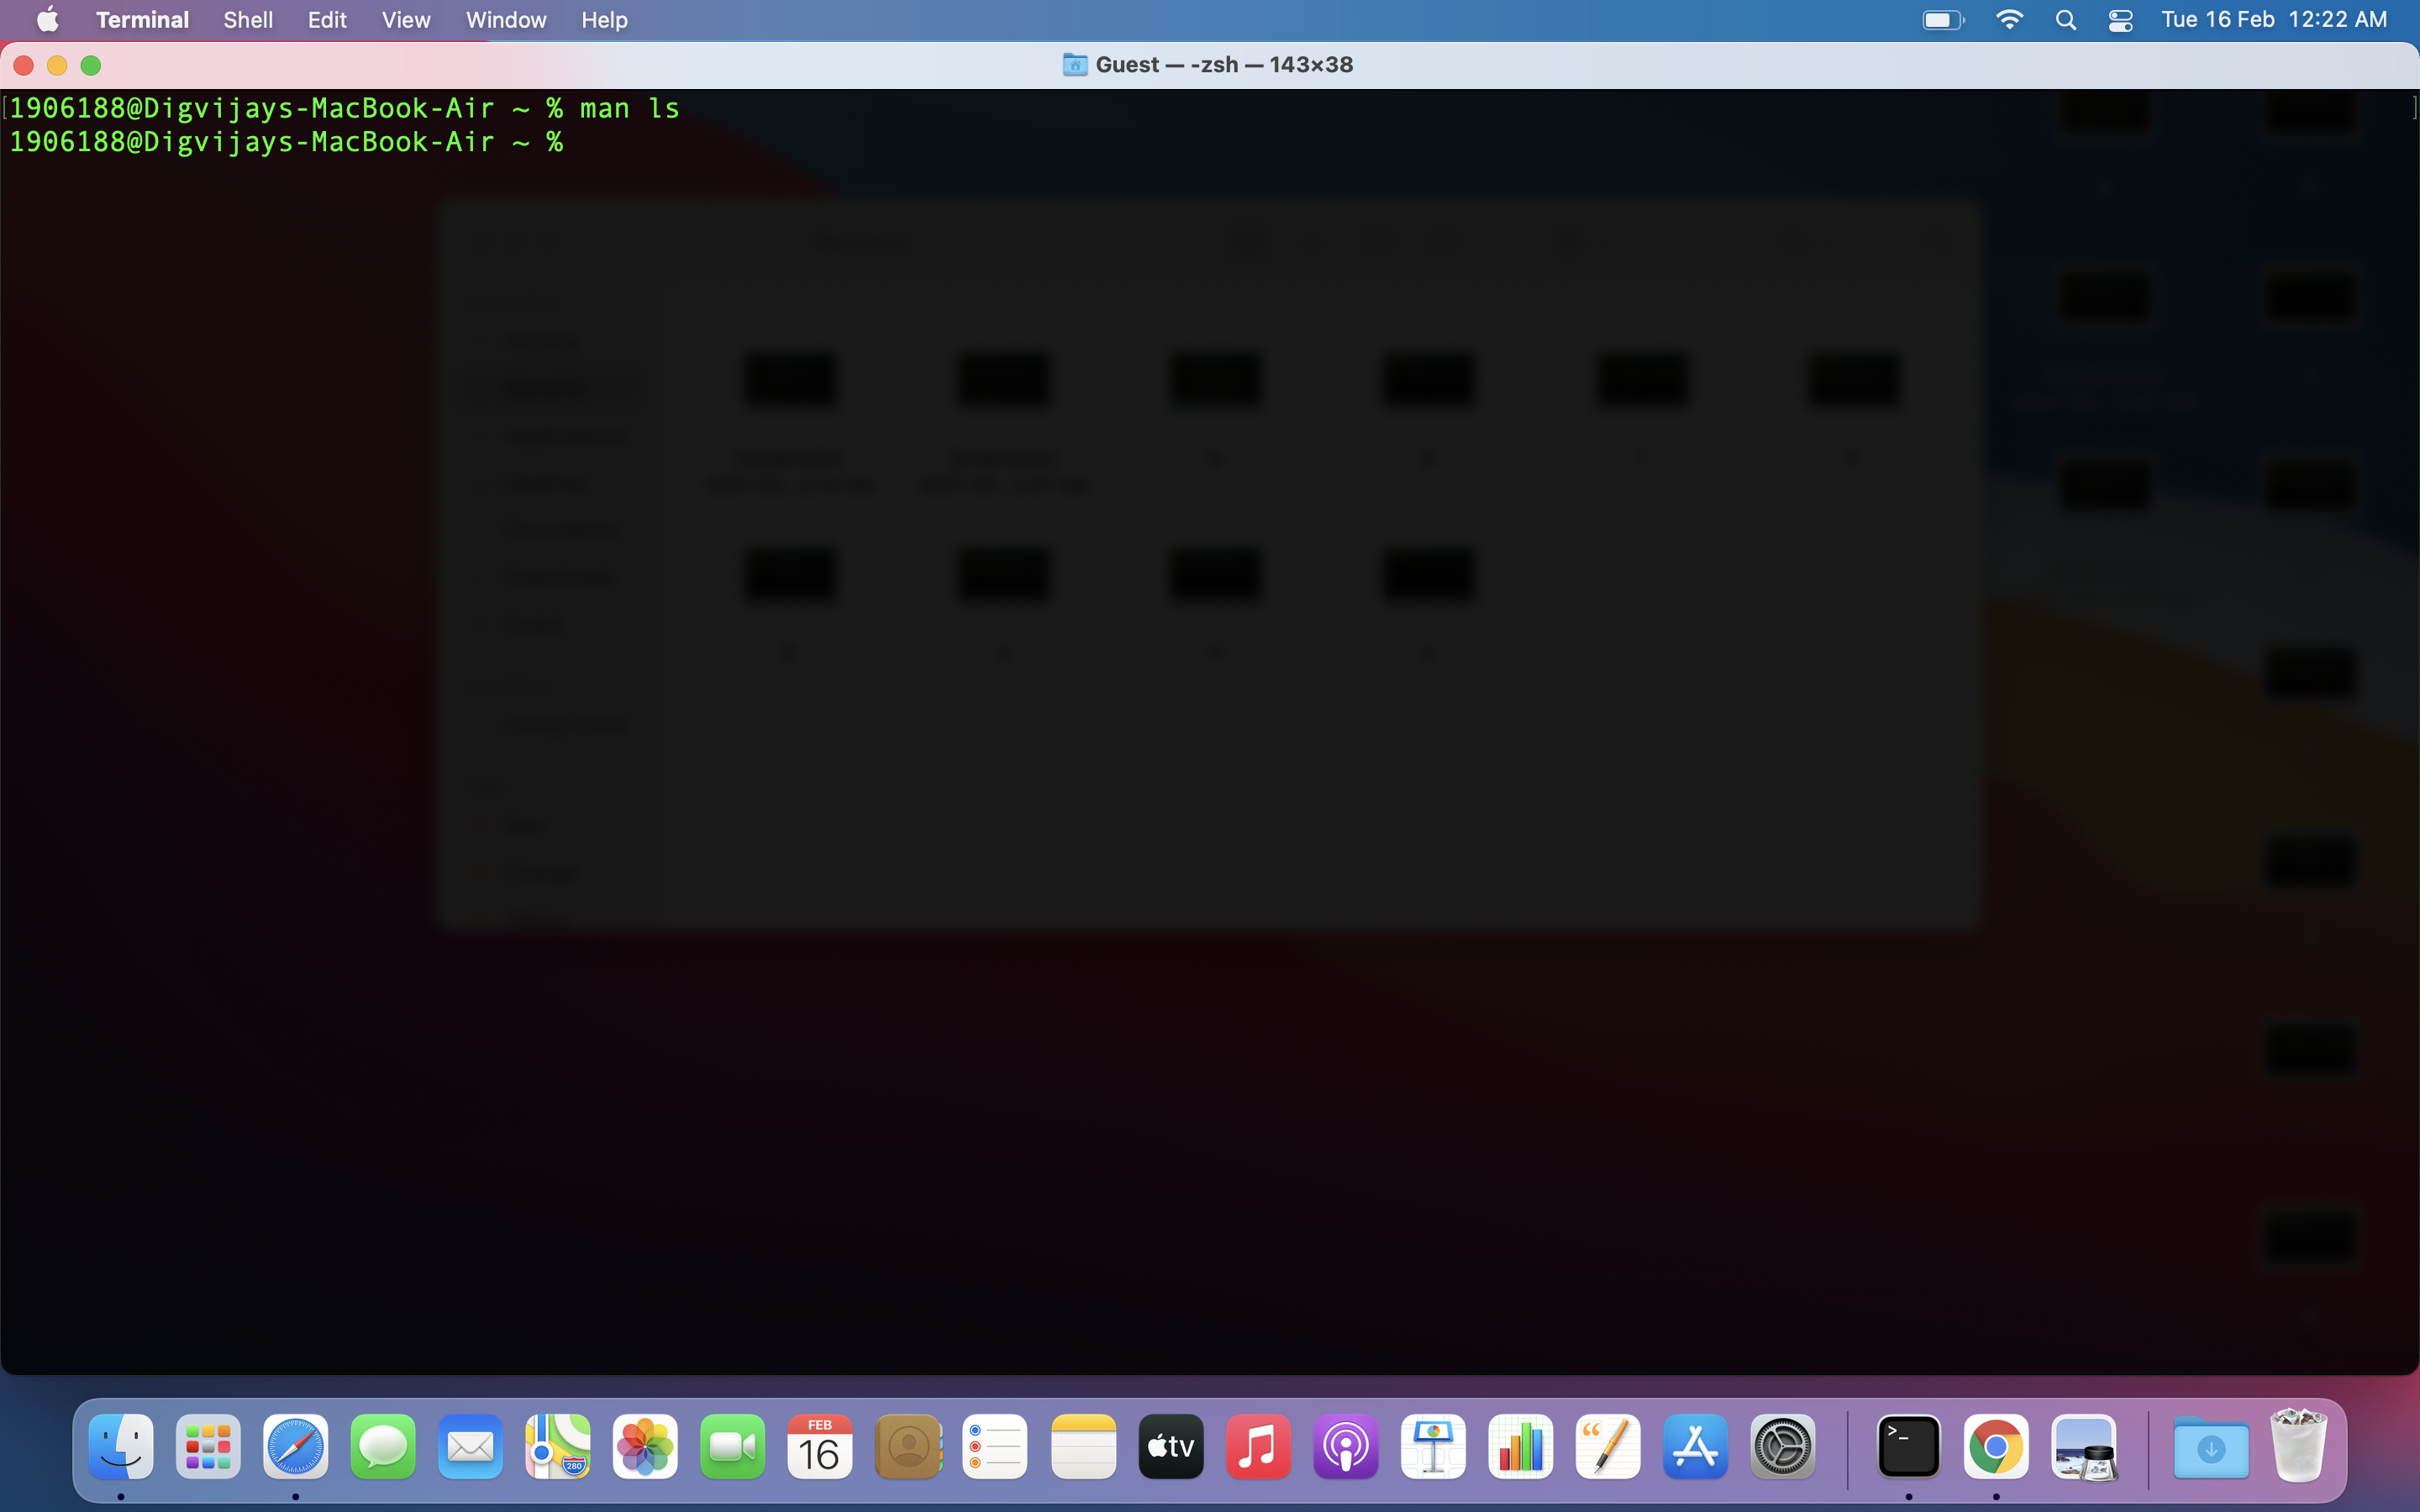 Terminal Shell Edit View Window Help Tue 16 Feb 12:22 AM
Guest — -zsh — 143×38
[1906188@Digvijays-MacBook-Air ~ % man ls ]
1906188@Digvijays-MacBook-Air ~ %
FEB
16
280
tv
>_